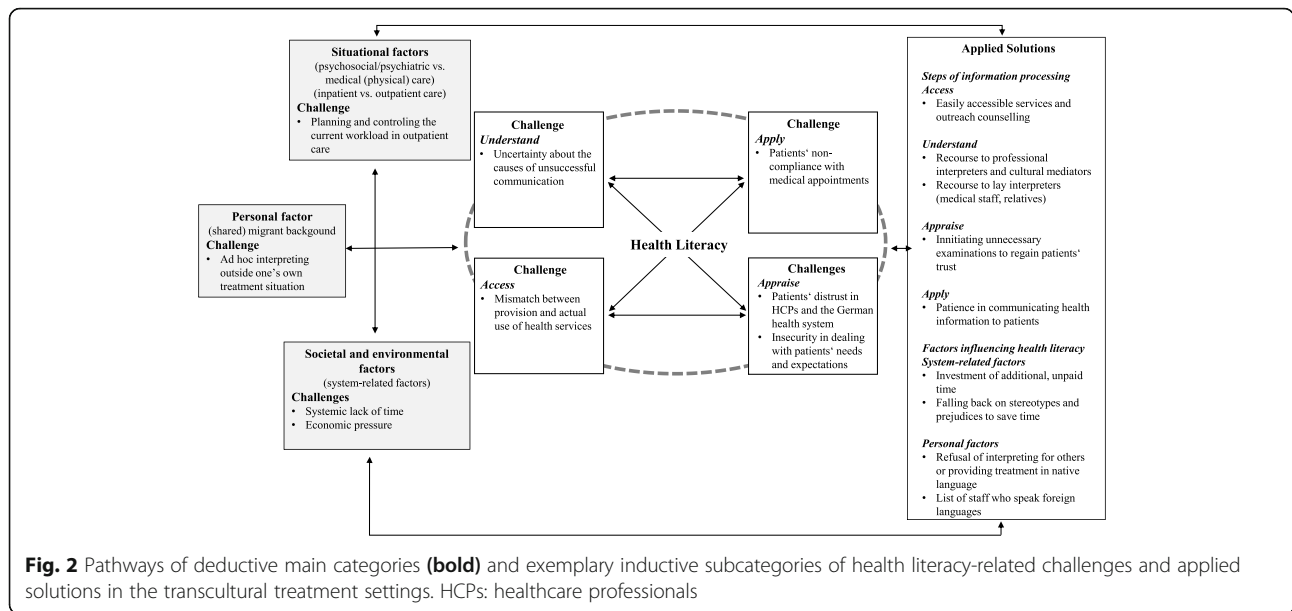 Situational factors
(psychosocial/psychiatric vs.
medical (physical) care)
(inpatient vs. outpatient care)
Challenge
• Planning and controling the
current workload in outpatient
care
Personal factor
(shared) migrant backgound
Challenge
• Ad hoc interpreting
outside one's own
treatment situation
Societal and environmental
factors
(system-related factors)
Challenges
• Systemic lack of time
• Economic pressure
Challenge
Understand
• Uncertainty about the
causes of unsuccessful
communication
Challenge
Apply
• Patients' non-
compliance with
medical appointments
Health Literacy
Challenge
Access
• Mismatch between
provision and actual
use of health services
Challenges
Appraise
• Patients' distrust in
HCPs and the German
health system
• Insecurity in dealing
with patients' needs
and expectations
Applied Solutions
Steps of information processing
Access
• Easily accessible services and
outreach counselling
Understand
• Recourse to professional
interpreters and cultural mediators
• Recourse to lay interpreters
(medical staff, relatives)
Appraise
• Innitiating unnecessary
examinations to regain patients'
trust
Apply
• Patience in communicating health
information to patients
Factors influencing health literacy
System-related factors
• Investment of additional, unpaid
time
• Falling back on stereotypes and
prejudices to save time
Personal factors
• Refusal of interpreting for others
or providing treatment in native
language
• List of staff who speak foreign
languages
Fig. 2 Pathways of deductive main categories (bold) and exemplary inductive subcategories of health literacy-related challenges and applied
solutions in the transcultural treatment settings. HCPs: healthcare professionals